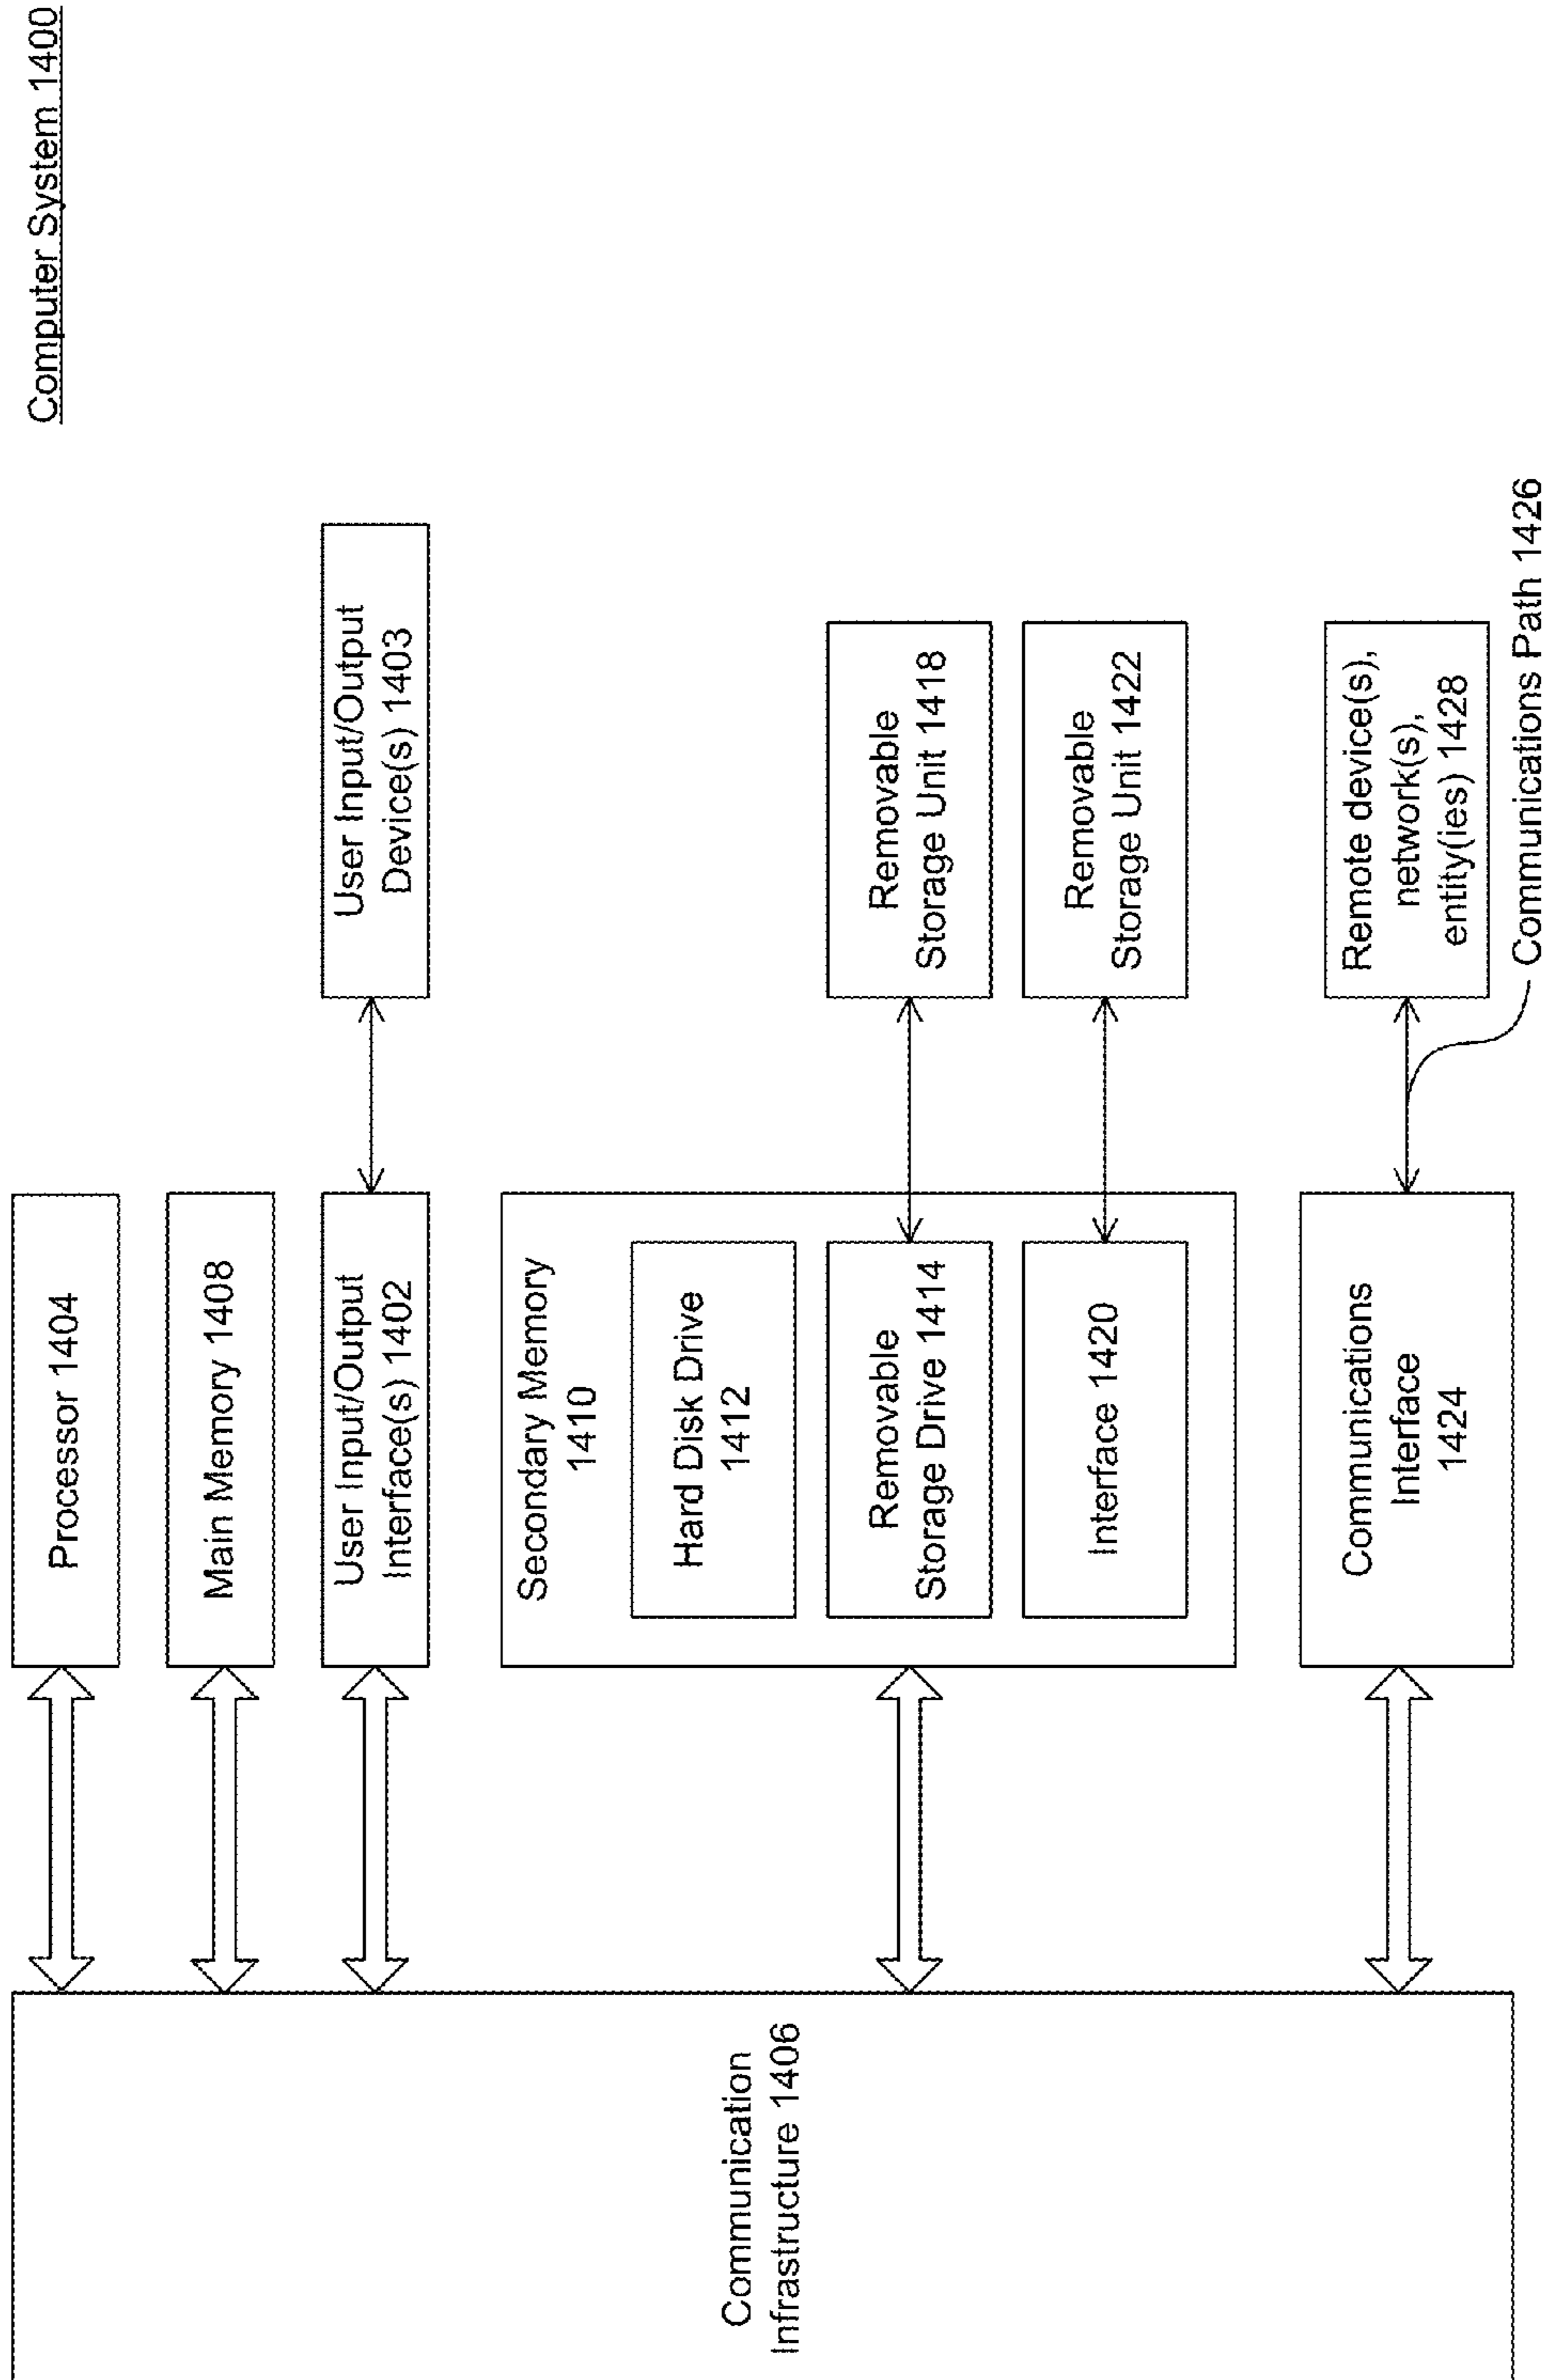 Computer System 1400
Processor 1404
Main Memory 1408
User Input/Output
Interface(s) 1402
User Input/Output
Device(s) 1403
Secondary Memory
1410
Hard Disk Drive
1412
Removable
Storage Drive 1414
Removable
Storage Unit 1418
Interface 1420
Removable
Storage Unit 1422
Communications
Interface
1424
Remote device(s),
network(s),
entity(ies) 1428
Communications Path 1426
Communication
Infrastructure 1406